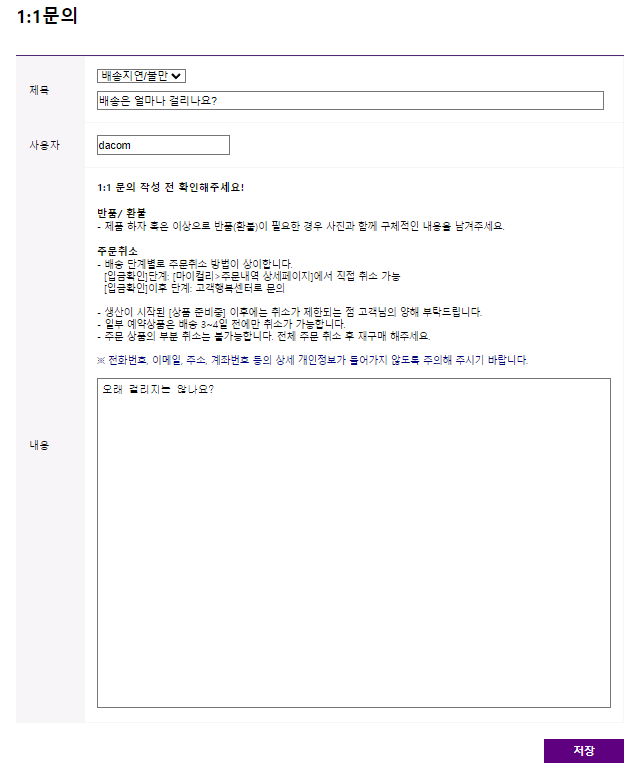 1:1문의
제목
배송지연/불만
배송은 얼마나 걸리나요?
사용자
dacom
1:1 문의 작성 전 확인해주세요!
반품/ 환불
- 제품 하자 혹은 이상으로 반품(환불)이 필요한 경우 사진과 함께 구체적인 내용을 남겨주세요.
주문취소
- 배송 단계별로 주문취소 방법이 상이합니다.
[입금확인]단계: [마이컬리>주문내역 상세페이지]에서 직접 취소 가능
[입금확인]이후 단계: 고객행복센터로 문의
- 생산이 시작된 [상품 준비중] 이후에는 취소가 제한되는 점 고객님의 양해 부탁드립니다.
- 일부 예약상품은 배송 3~4일 전에만 취소가 가능합니다.
- 주문 상품의 부분 취소는 불가능합니다. 전체 주문 취소 후 재구매 해주세요.
※ 전화번호, 이메일, 주소, 계좌번호 등의 상세 개인정보가 들어가지 않도록 주의해 주시기 바랍니다.
내용
오래 걸리지는 않나요?
저장